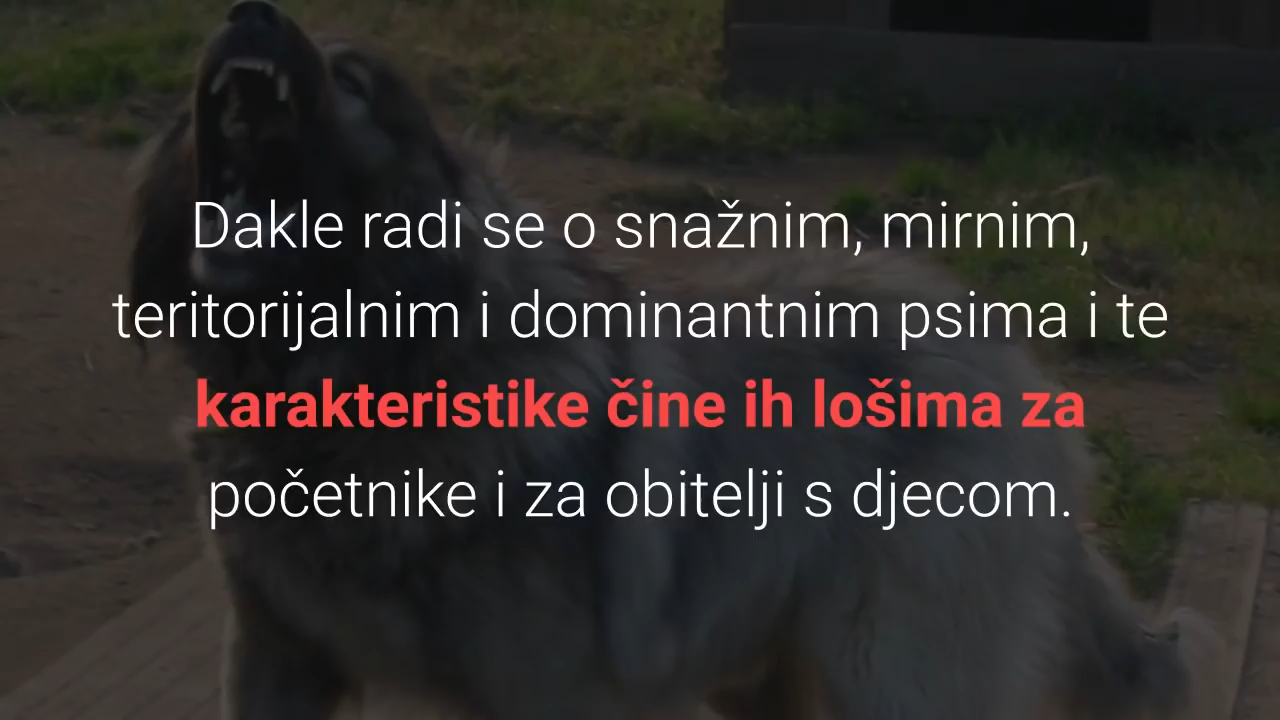 Dakle radi se o snažnim, mirnim,
teritorijalnim i dominantnim psima i te
karakteristike čine ih lošima za
početnike i za obitelji s djecom.